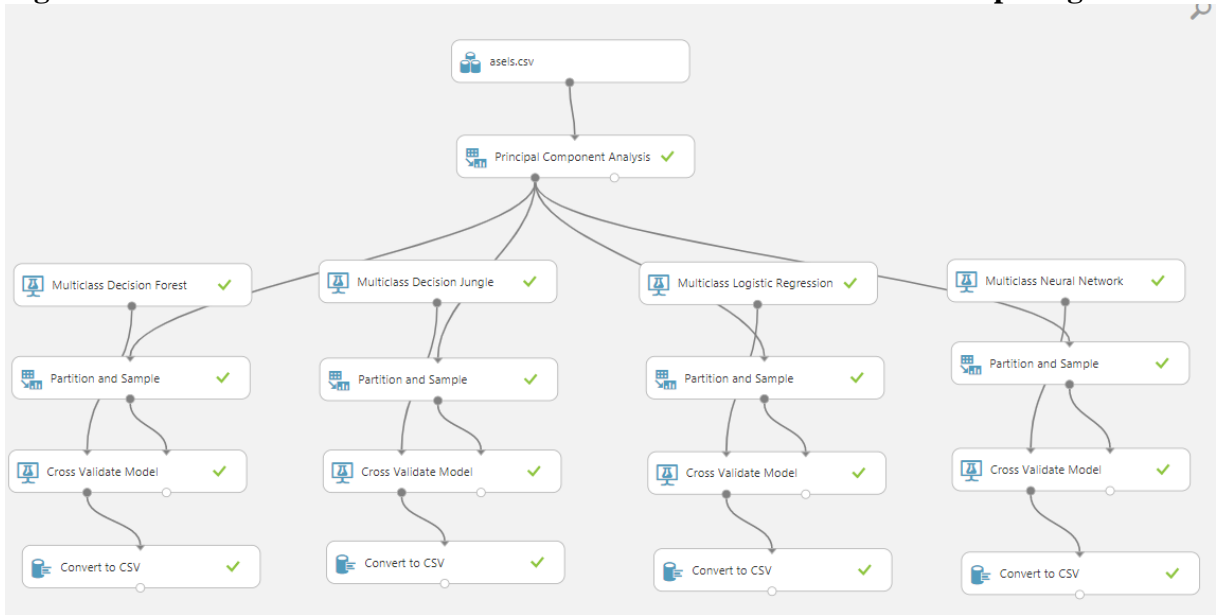 asels.csv
Principal Component Analysis
Multiclass Decision Forest
Multiclass Decision Jungle
Multiclass Logistic Regression
Multiclass Neural Network
Partition and Sample
Partition and Sample
Partition and Sample
Partition and Sample
Cross Validate Model
Cross Validate Model
Cross Validate Model
Cross Validate Model
Convert to CSV
Convert to CSV
Convert to CSV
Convert to CSV